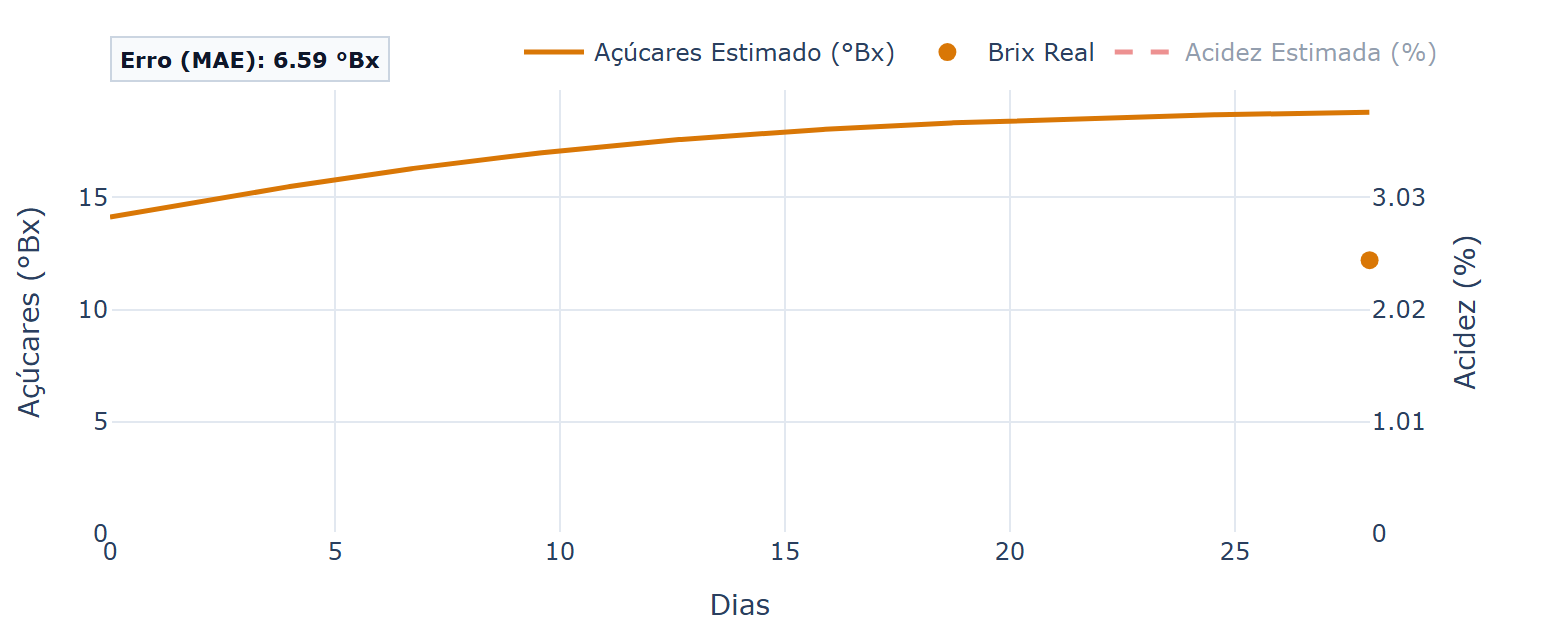 Erro (MAE): 6.59 ºBx
Açúcares Estimado (°Bx)
Brix Real
Acidez Estimada (%)
Açúcares (°Bx)
15
10
5
0
3.03
2.02
1.01
0
Acidez (%)
0
5
10
15
20
25
Dias